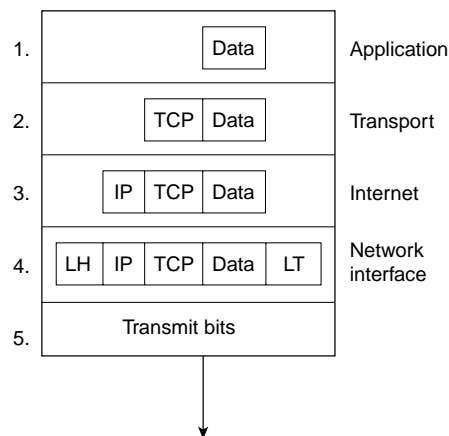 1. Data Application
2. TCP Data Transport
3. IP TCP Data Internet
4. LH IP TCP Data LT Network
interface
5. Transmit bits